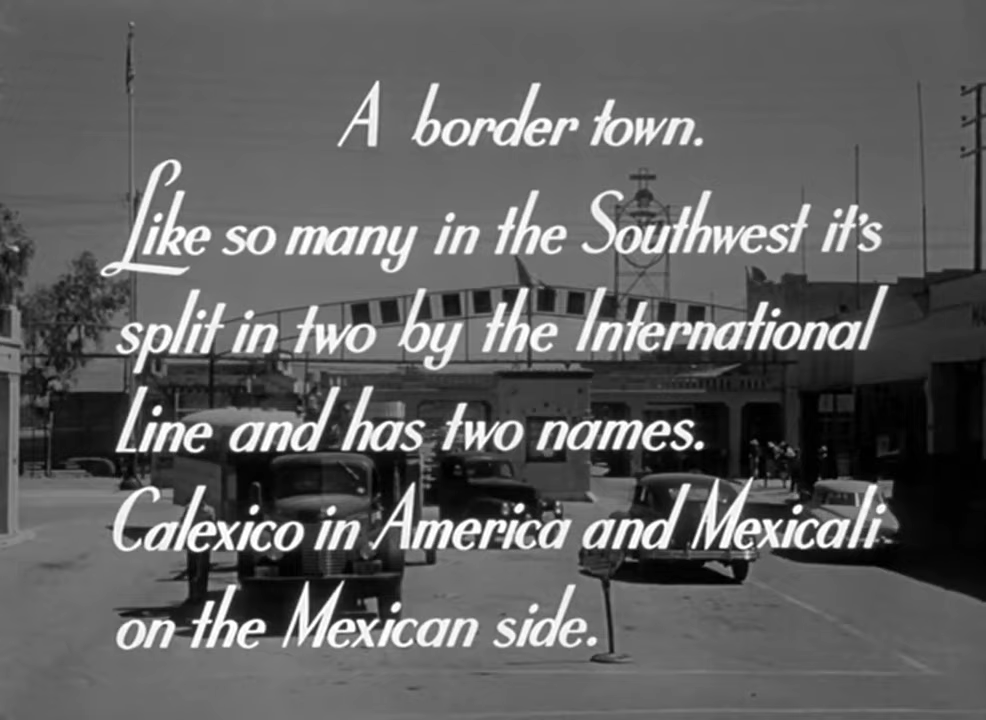 A border town.
Like so many in the Southwest it's
split in two by the International
Line and has two names.
Calexico in America and Mexicali
on the Mexican side.